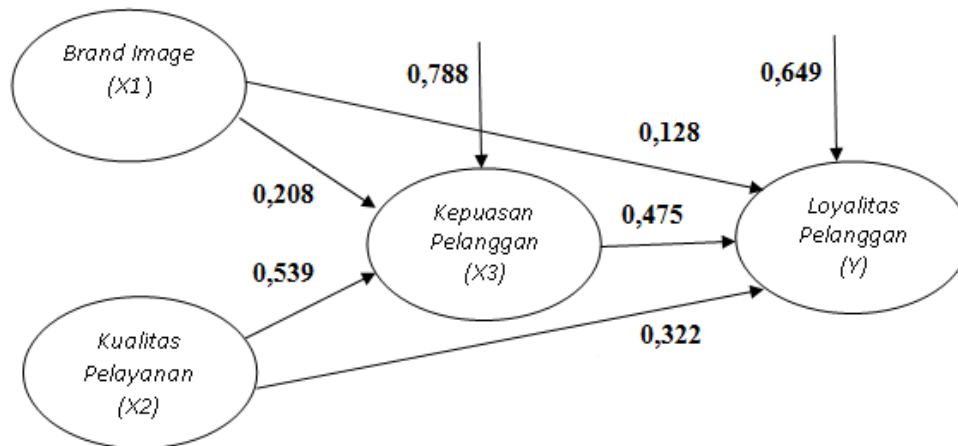 Brand Image
(X1)
0,788
0,649
0,128
0,208
Kepuasan
Pelanggan
(X3)
0,475
Loyalitas
Pelanggan
(Y)
0,539
Kualitas
Pelayanan
(X2)
0,322